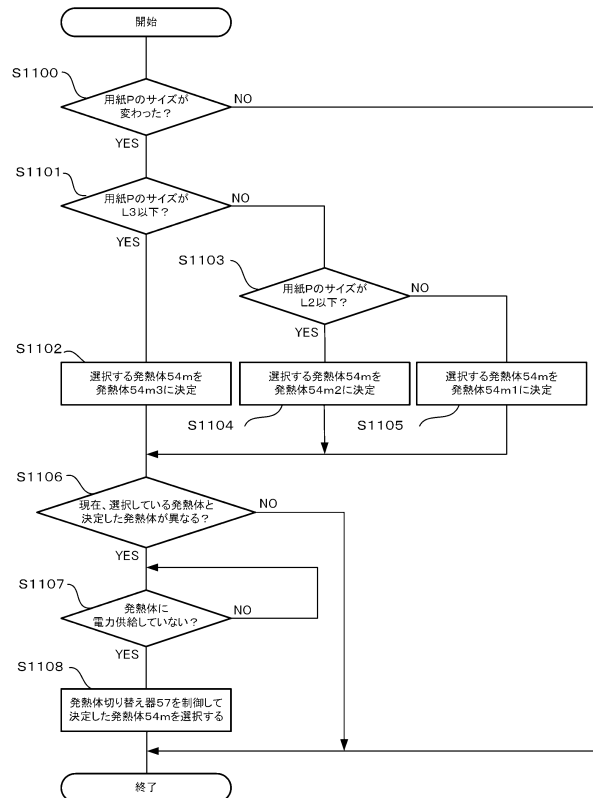 開始
S1100
用紙Pのサイズが
変わった？
NO
YES
S1101
用紙Pのサイズが
L3以下？
NO
YES
S1103
用紙Pのサイズが
L2以下？
NO
YES
S1102
選択する発熱体54mを
発熱体54m3に決定
選択する発熱体54mを
発熱体54m2に決定
選択する発熱体54mを
発熱体54m1に決定
S1104
S1105
S1106
現在、選択している発熱体と
決定した発熱体が異なる？
NO
YES
S1107
発熱体に
電力供給していない？
NO
YES
S1108
発熱体切り替え器57を制御して
決定した発熱体54mを選択する
終了